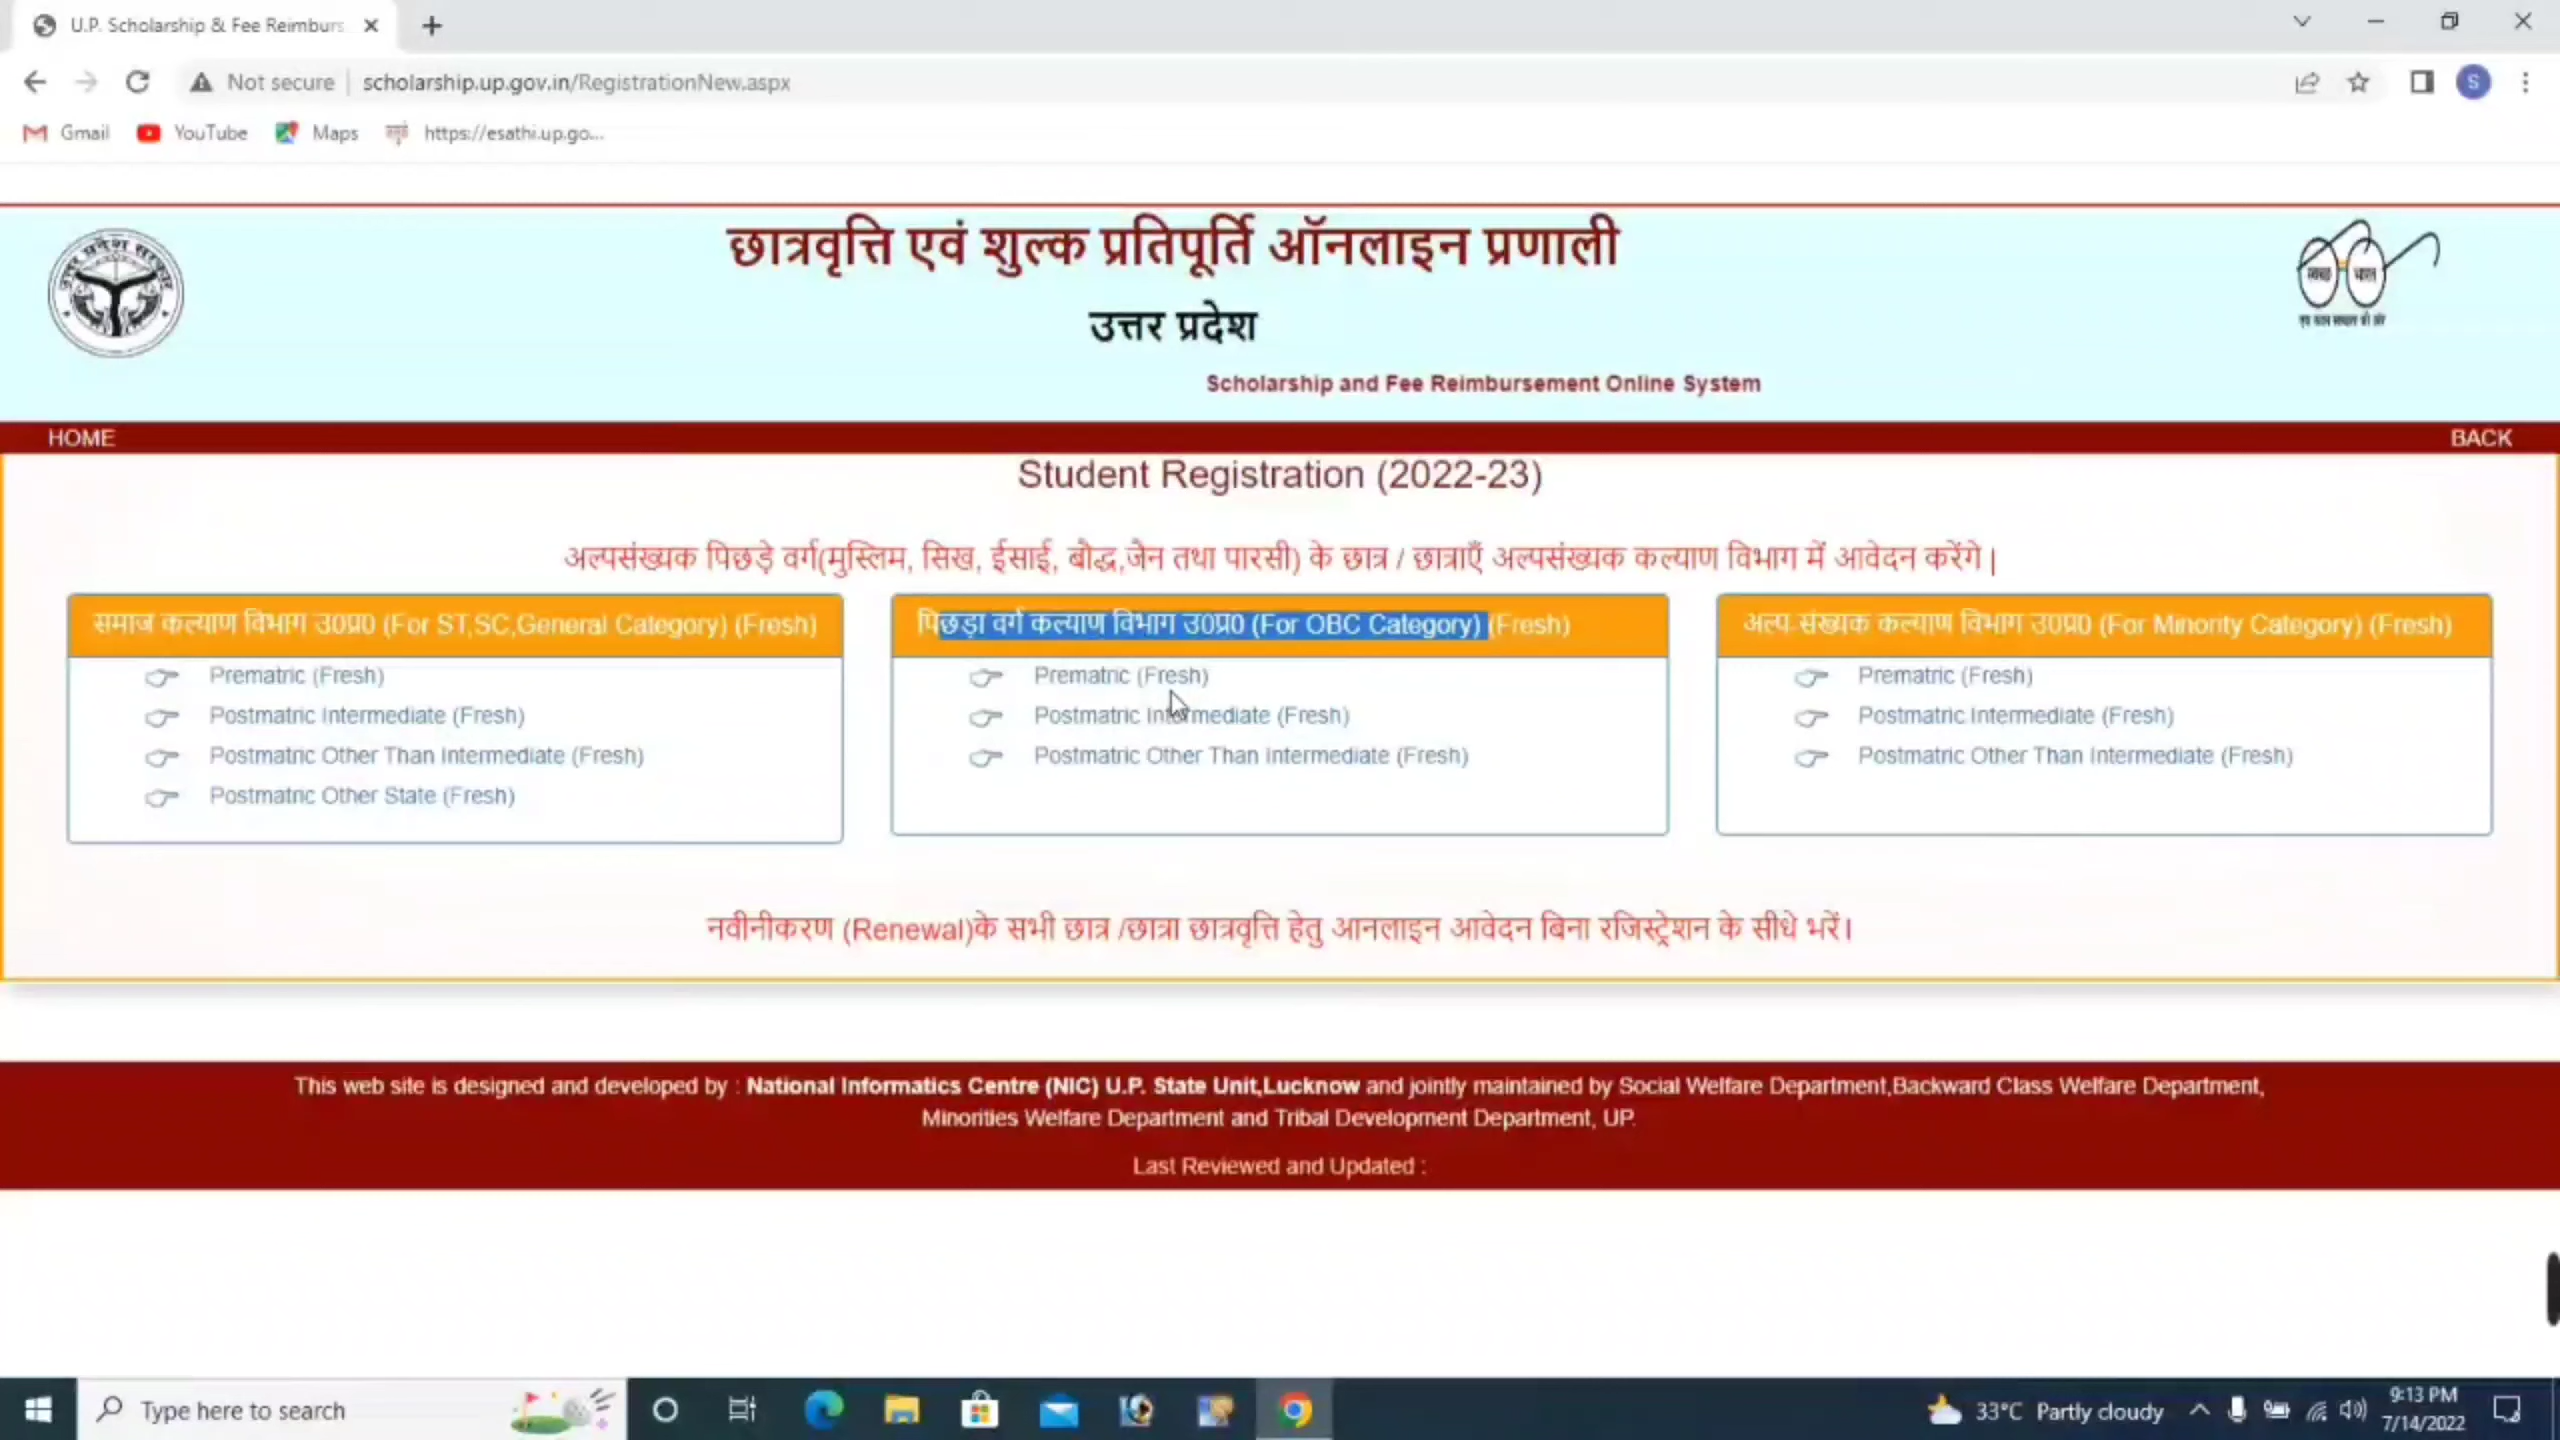 U.P. Scholarship & Fee Reimburs
Not secure
scholarship.up.gov.in/RegistrationNew.aspx
S
Gmail
YouTube
Maps
https://esathi.up.go...
छात्रवृत्ति एवं शुल्क प्रतिपूर्ति ऑनलाइन प्रणाली
उत्तर प्रदेश
Scholarship and Fee Reimbursement Online System
HOME
BACK
Student Registration (2022-23)
अल्पसंख्यक पिछड़े वर्ग(मुस्लिम, सिख, ईसाई, बौद्ध,जैन तथा पारसी) के छात्र / छात्राएँ अल्पसंख्यक कल्याण विभाग में आवेदन करेंगे |
समाज कल्याण विभाग उ0प्र0 (For ST,SC,General Category) (Fresh)
Prematric (Fresh)
Postmatric Intermediate (Fresh)
Postmatric Other Than Intermediate (Fresh)
Postmatric Other State (Fresh)
पिछड़ा वर्ग कल्याण विभाग उ0प्र0 (For OBC Category) (Fresh)
Prematric (Fresh)
Postmatric Intermediate (Fresh)
Postmatric Other Than Intermediate (Fresh)
अल्प-संख्यक कल्याण विभाग उ0प्र0 (For Minority Category) (Fresh)
Prematric (Fresh)
Postmatric Intermediate (Fresh)
Postmatric Other Than Intermediate (Fresh)
नवीनीकरण (Renewal)के सभी छात्र /छात्रा छात्रवृत्ति हेतु आनलाइन आवेदन बिना रजिस्ट्रेशन के सीधे भरें।
This web site is designed and developed by : National Informatics Centre (NIC) U.P. State Unit,Lucknow and jointly maintained by Social Welfare Department,Backward Class Welfare Department,
Minorities Welfare Department and Tribal Development Department, UP.
Last Reviewed and Updated :
Type here to search
33°C Partly cloudy
9:13 PM
7/14/2022